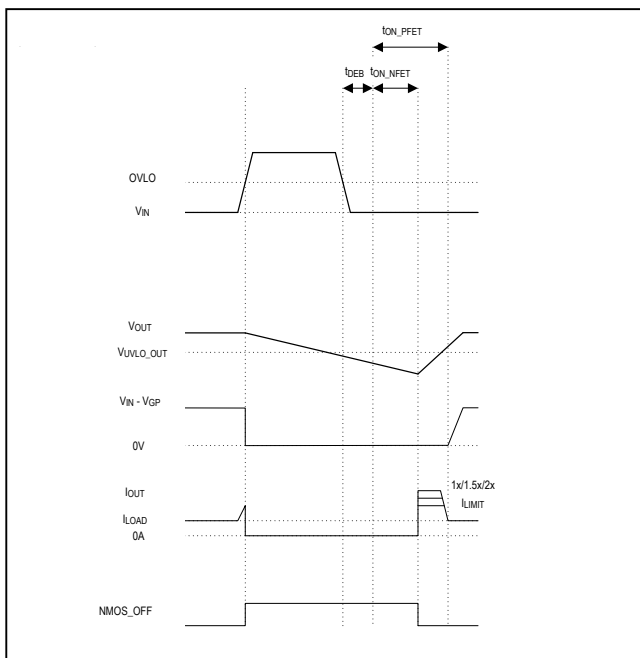 tON_PFET
tDEB tON_NFET
OVLO
VIN
VOUT
VUVLO_OUT
VIN - VGP
0V
IOUT
1x/1.5x/2x
ILIMIT
ILOAD
0A
NMOS_OFF